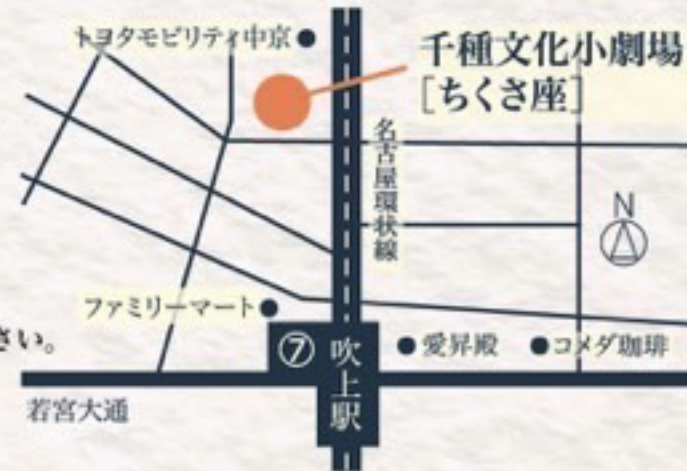 トヨタモビリティ中京
千種文化小劇場
[ちくさ座]
名古屋環状線
N
ファミリーマート
さい。
⑦
吹上駅
愛昇殿
コメダ珈琲
若宮大通